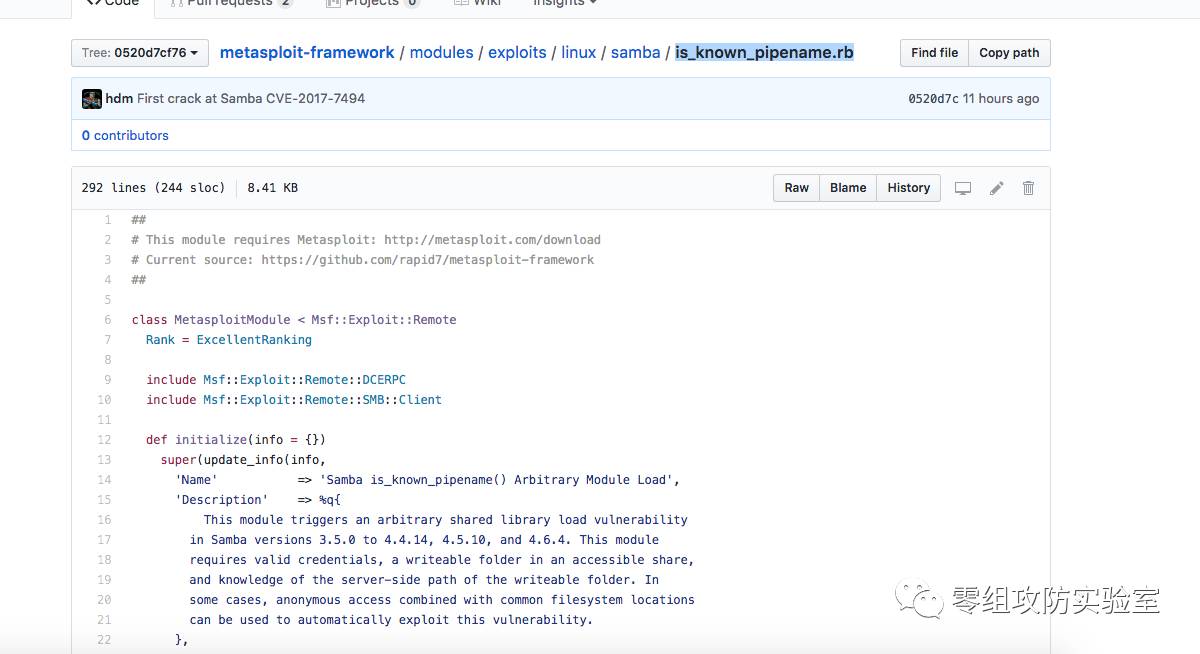 Code Pull requests 2 Projects 0 Wiki Insights
Tree: 0520d7cf76 metasploit-framework / modules / exploits / linux / samba / is_known_pipename.rb Find file Copy path
hdm First crack at Samba CVE-2017-7494 0520d7c 11 hours ago
0 contributors
292 lines (244 sloc) 8.41 KB Raw Blame History
1 ##
2 # This module requires Metasploit: http://metasploit.com/download
3 # Current source: https://github.com/rapid7/metasploit-framework
4 ##
5
6 class MetasploitModule < Msf::Exploit::Remote
7 Rank = ExcellentRanking
8
9 include Msf::Exploit::Remote::DCERPC
10 include Msf::Exploit::Remote::SMB::Client
11
12 def initialize(info = {})
13 super(update_info(info,
14 'Name' => 'Samba is_known_pipename() Arbitrary Module Load',
15 'Description' => %q{
16 This module triggers an arbitrary shared library load vulnerability
17 in Samba versions 3.5.0 to 4.4.14, 4.5.10, and 4.6.4. This module
18 requires valid credentials, a writeable folder in an accessible share,
19 and knowledge of the server-side path of the writeable folder. In
20 some cases, anonymous access combined with common filesystem locations
21 can be used to automatically exploit this vulnerability.
22 },
零组攻防实验室